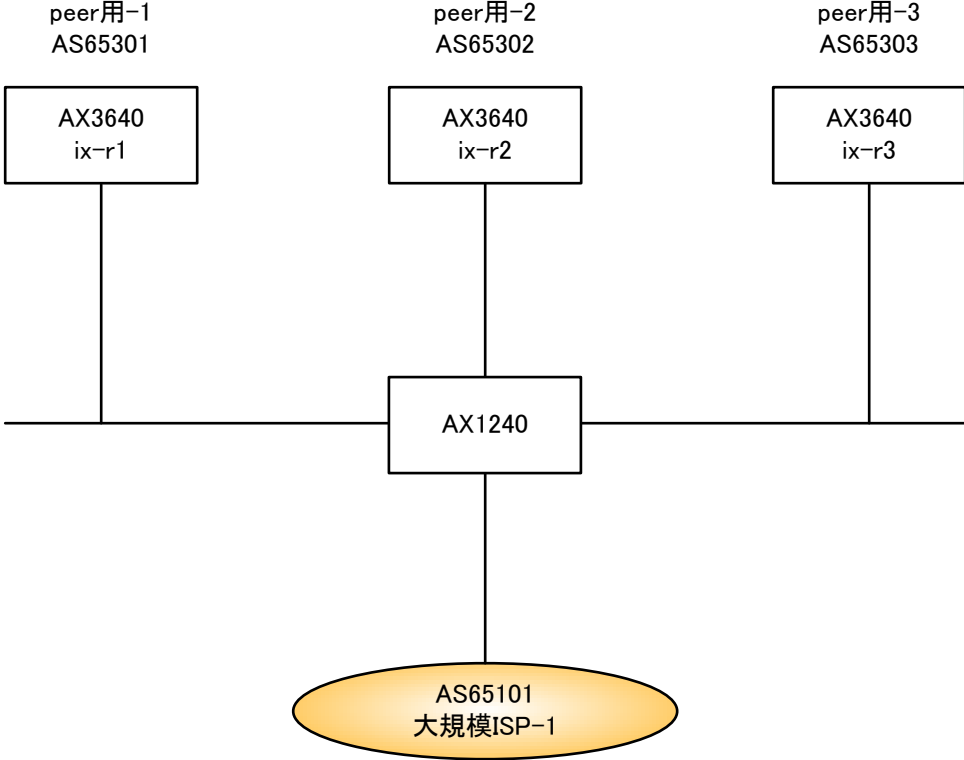 peer用-1
AS65301
peer用-2
AS65302
peer用-3
AS65303
AX3640
ix-r1
AX3640
ix-r2
AX3640
ix-r3
AX1240
AS65101
大規模ISP-1